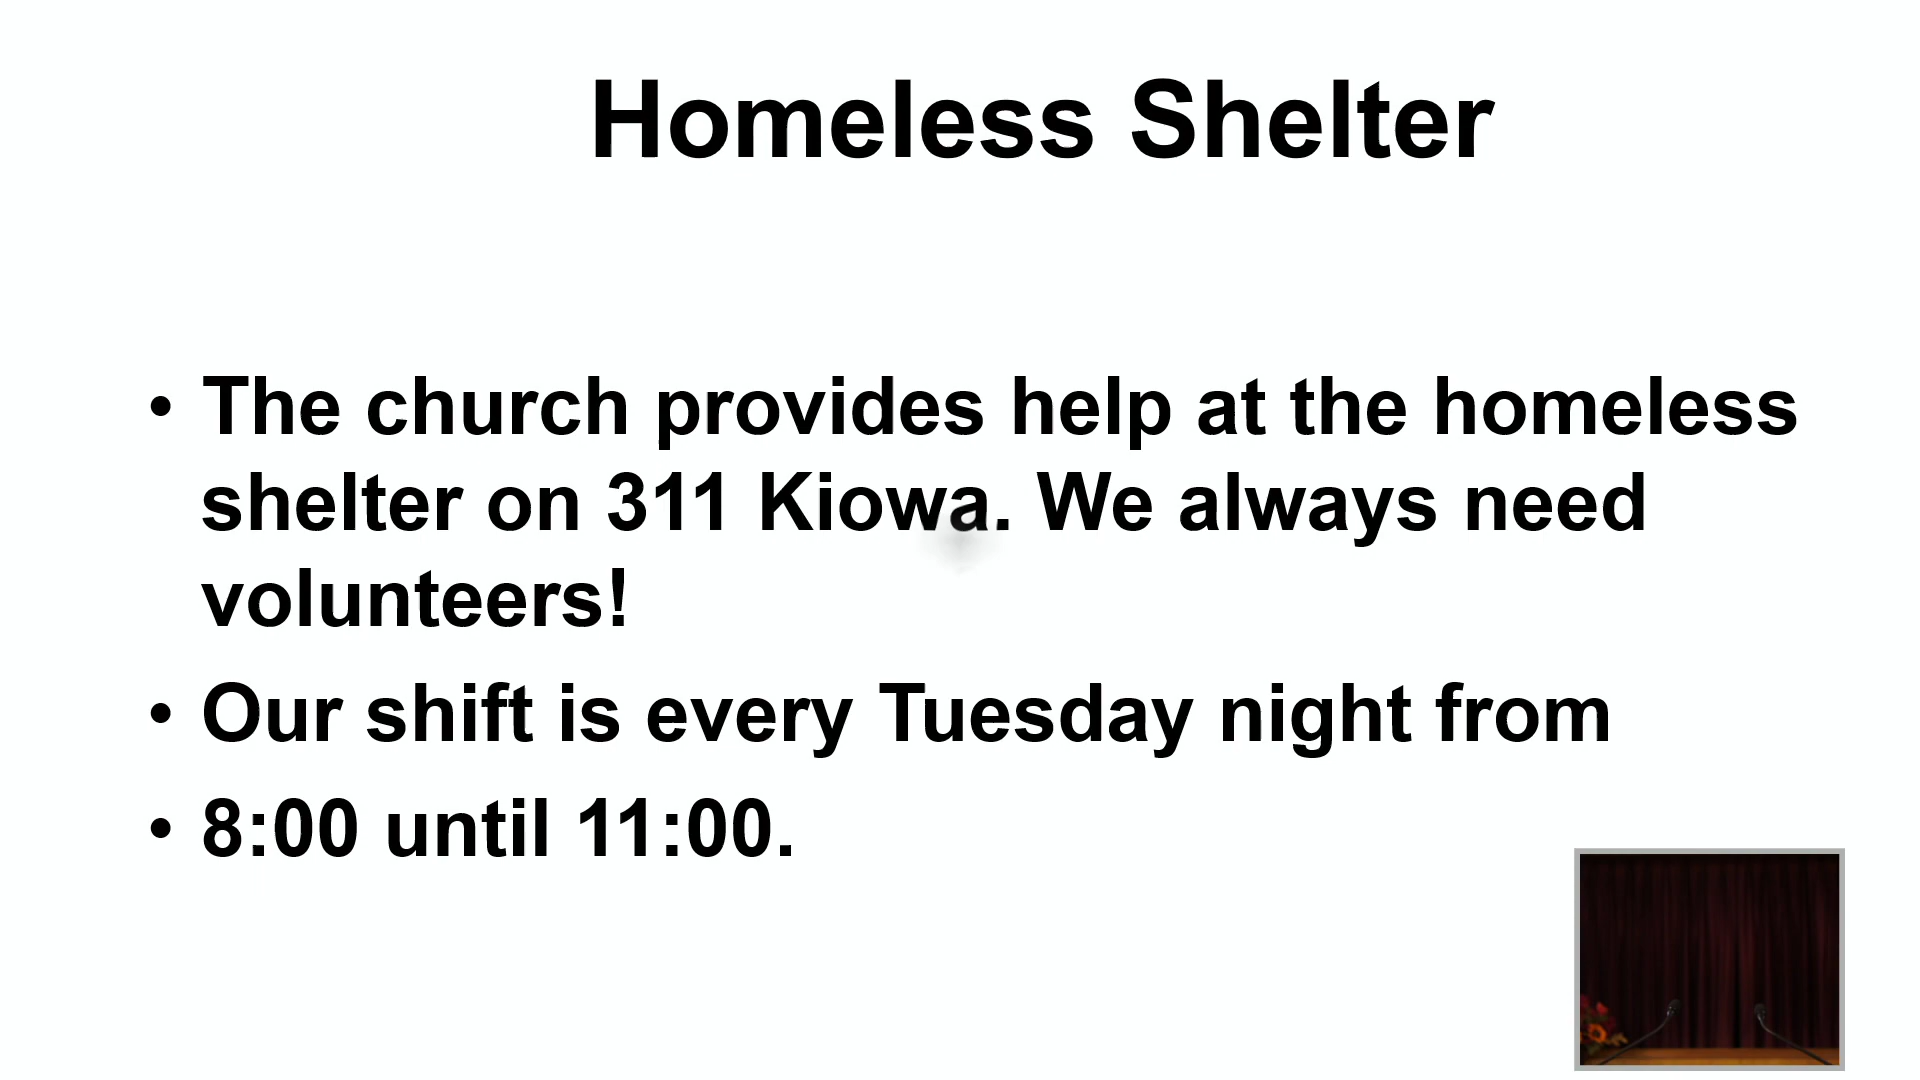 Homeless Shelter
• The church provides help at the homeless
shelter on 311 Kiowa. We always need
volunteers!
• Our shift is every Tuesday night from
• 8:00 until 11:00.